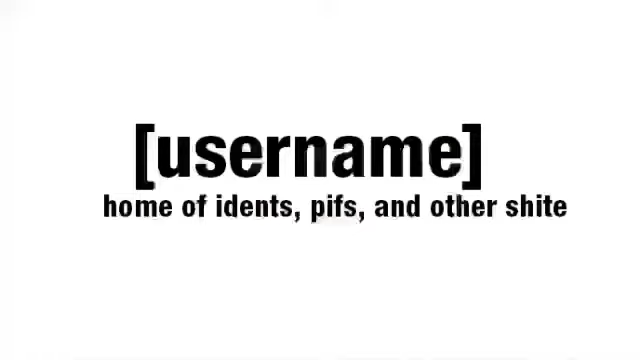 [username]
home of idents, pifs, and other shite